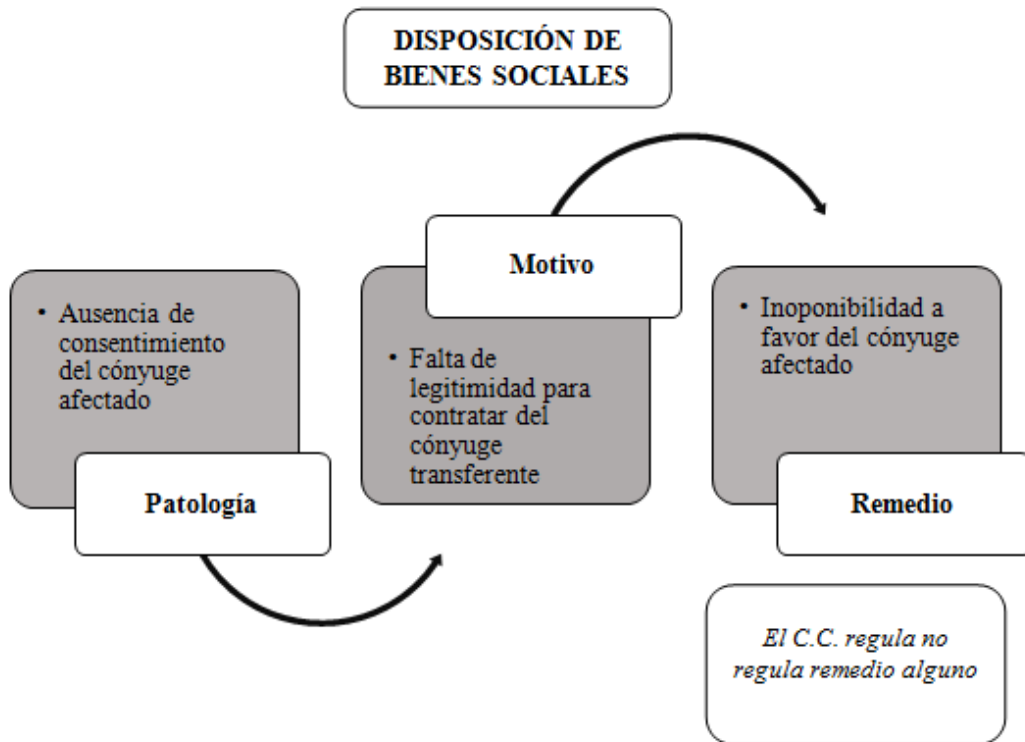 DISPOSICIÓN DE
BIENES SOCIALES
• Ausencia de
consentimiento
del cónyuge
afectado
Patología
Motivo
• Falta de
legitimidad para
contratar del
cónyuge
transferente
• Inoponibilidad a
favor del cónyuge
afectado
Remedio
El C.C. regula no
regula remedio alguno